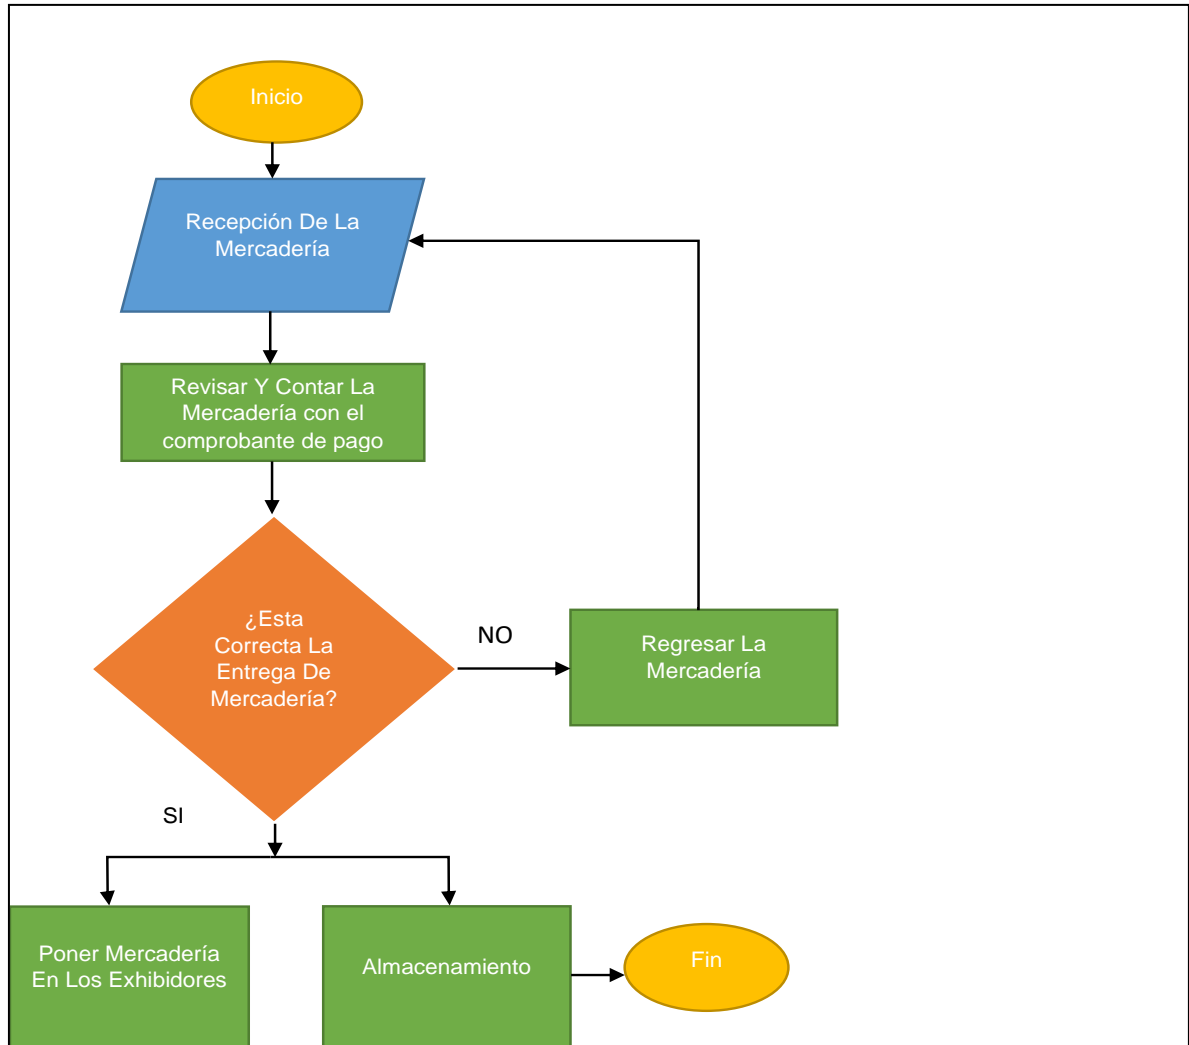 Inicio
Recepción De La
Mercadería
Revisar Y Contar La
Mercadería con el
comprobante de pago
¿Esta
Correcta La
Entrega De
Mercadería?
NO
Regresar La
Mercadería
SI
Poner Mercadería
En Los Exhibidores
Almacenamiento
Fin